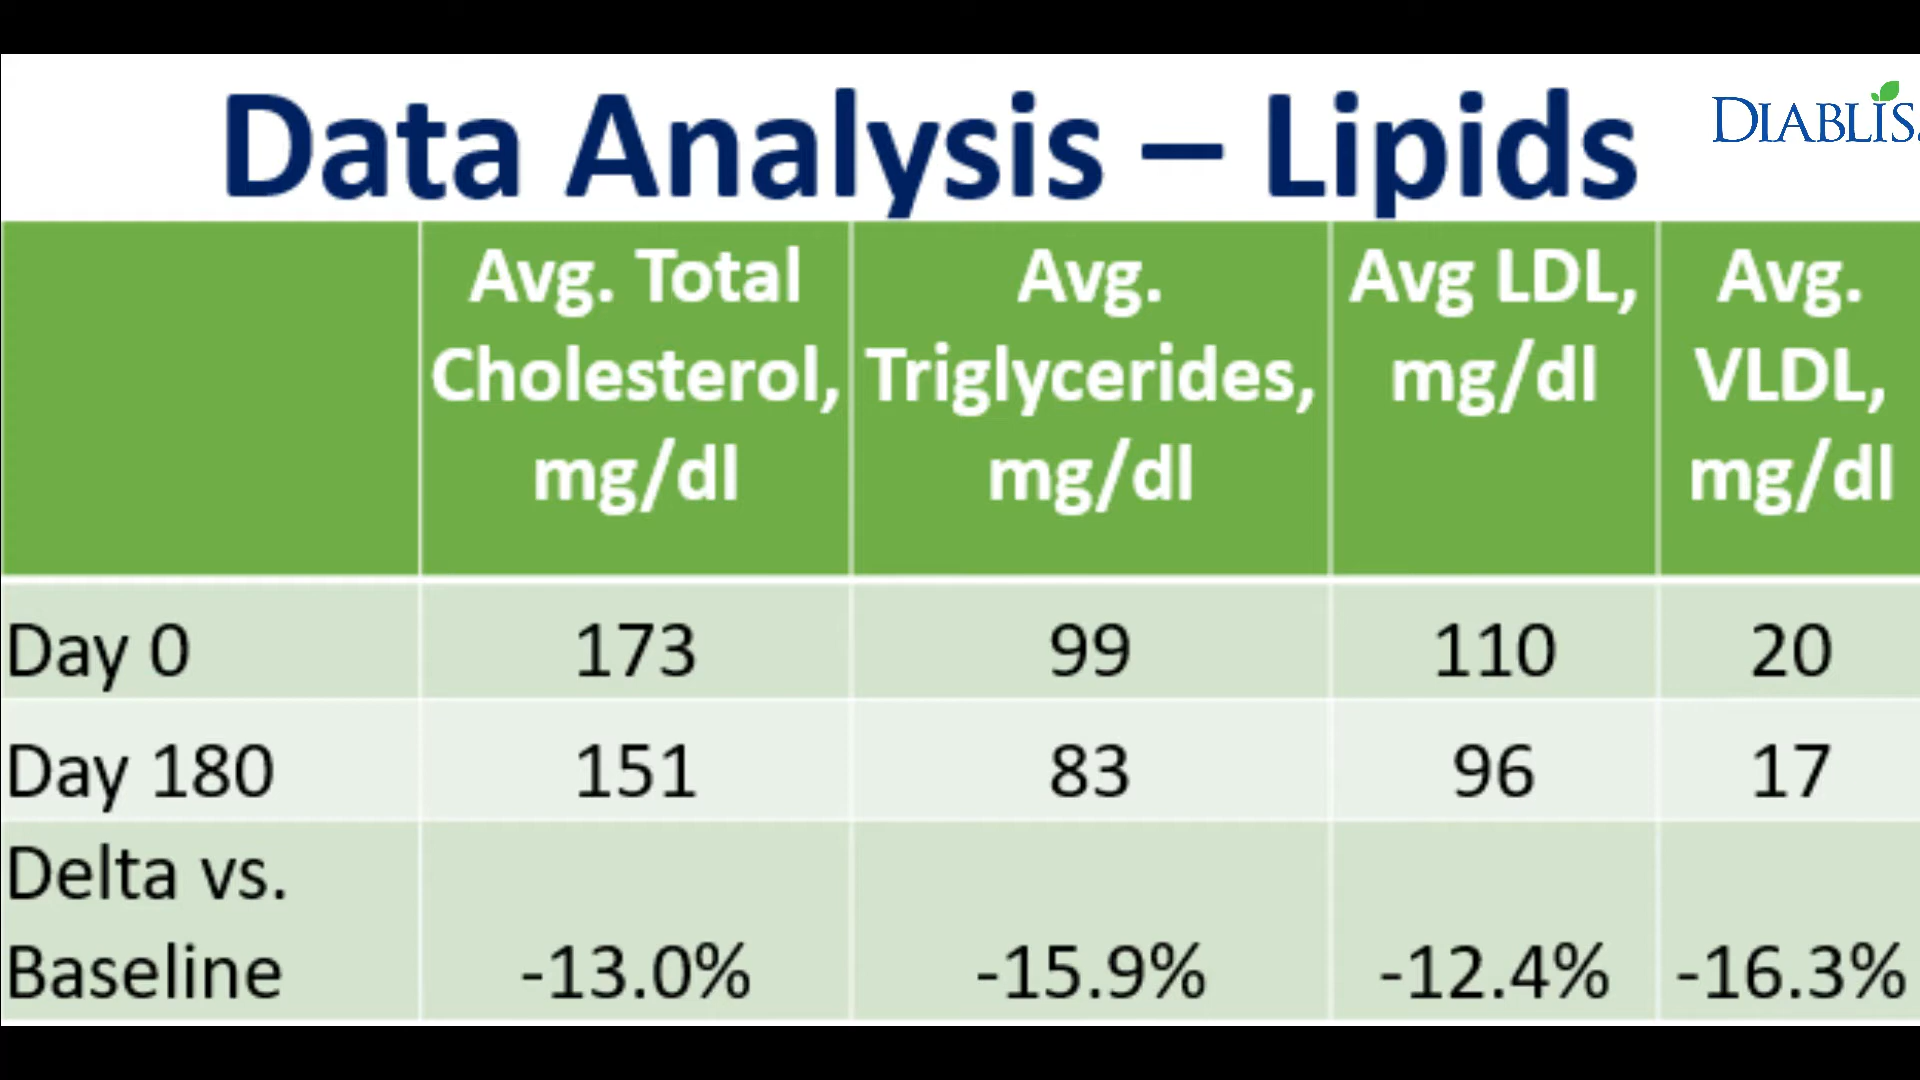 Data Analysis – Lipids
DIABLIS
Avg. Total Cholesterol, mg/dl
Avg. Triglycerides, mg/dl
Avg LDL, mg/dl
Avg. VLDL, mg/dl
Day 0 173 99 110 20
Day 180 151 83 96 17
Delta vs. Baseline -13.0% -15.9% -12.4% -16.3%